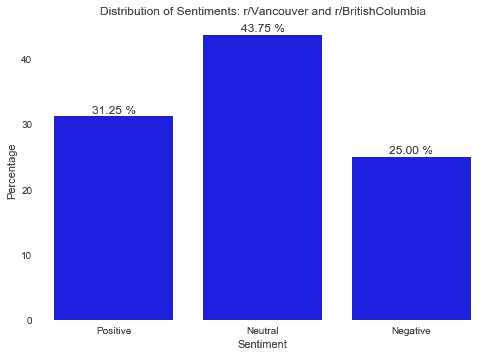 Distribution of Sentiments: r/Vancouver and r/BritishColumbia
43.75 %
40
31.25 %
30
25.00 %
20
10
0
Percentage
Positive Neutral Negative
Sentiment